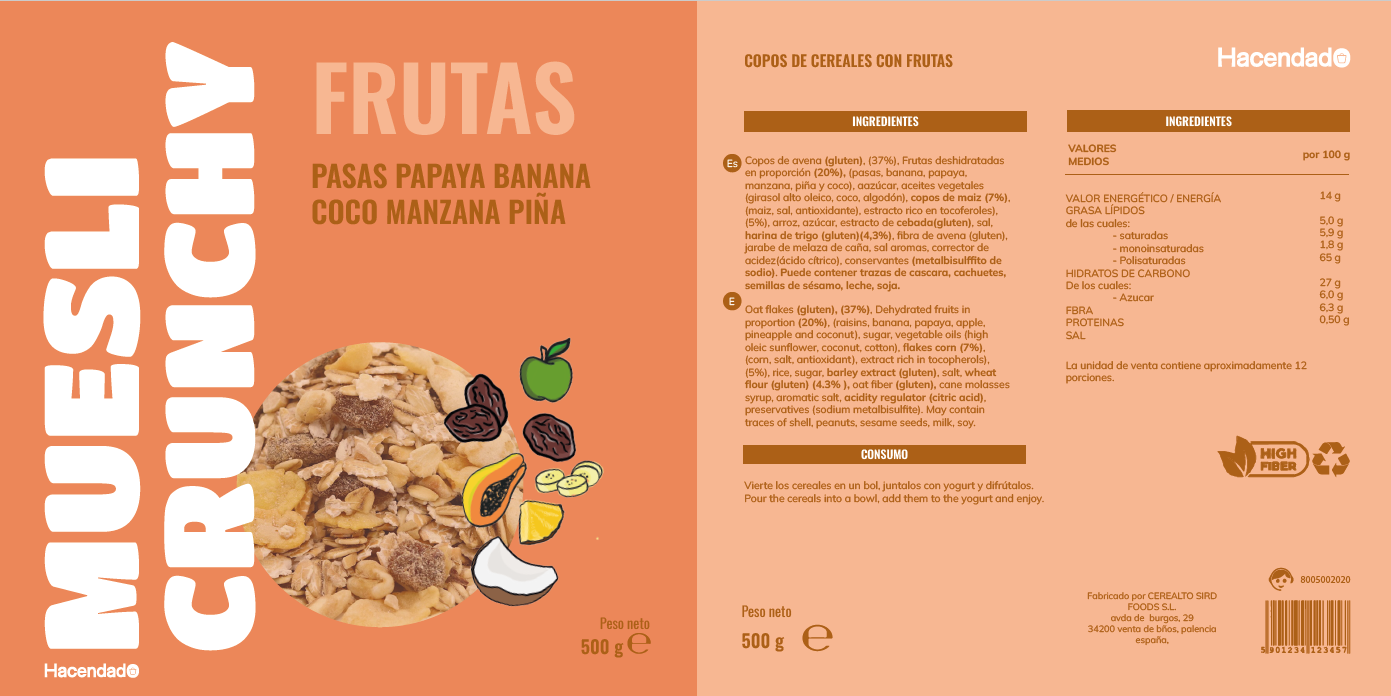 MUESLI
CRUNCHY
FRUTAS
PASAS PAPAYA BANANA
COCO MANZANA PIÑA
Peso neto
500 g ℮
Hacendado
COPOS DE CEREALES CON FRUTAS
Hacendado
INGREDIENTES
Es
Copos de avena (gluten), (37%), Frutas deshidratadas
en proporción (20%), (pasas, banana, papaya,
manzana, piña y coco), aazúcar, aceites vegetales
(girasol alto oleico, coco, algodón), copos de maiz (7%),
(maiz, sal, antioxidante), estracto rico en tocoferoles),
(5%), arroz, azúcar, estracto de cebada(gluten), sal,
harina de trigo (gluten)(4,3%), fibra de avena (gluten),
jarabe de melaza de caña, sal aromas, corrector de
acidez(ácido cítrico), conservantes (metalbisulffito de
sodio). Puede contener trazas de cascara, cachuetes,
semillas de sésamo, leche, soja.
E
Oat flakes (gluten), (37%), Dehydrated fruits in
proportion (20%), (raisins, banana, papaya, apple,
pineapple and coconut), sugar, vegetable oils (high
oleic sunflower, coconut, cotton), flakes corn (7%),
(corn, salt, antioxidant), extract rich in tocopherols),
(5%), rice, sugar, barley extract (gluten), salt, wheat
flour (gluten) (4.3% ), oat fiber (gluten), cane molasses
syrup, aromatic salt, acidity regulator (citric acid),
preservatives (sodium metalbisulfite). May contain
traces of shell, peanuts, sesame seeds, milk, soy.
CONSUMO
Vierte los cereales en un bol, juntalos con yogurt y difrútalos.
Pour the cereals into a bowl, add them to the yogurt and enjoy.
Peso neto
500 g ℮
INGREDIENTES
VALORES
MEDIOS
por 100 g
VALOR ENERGÉTICO / ENERGÍA
GRASA LÍPIDOS
de las cuales:
- saturadas
- monoinsaturadas
- Polisaturadas
HIDRATOS DE CARBONO
De los cuales:
- Azucar
FBRA
PROTEINAS
SAL
14 g
5,0 g
5,9 g
1,8 g
65 g
27 g
6,0 g
6,3 g
0,50 g
La unidad de venta contiene aproximadamente 12
porciones.
HIGH
FIBER
8005002020
Fabricado por CEREALTO SIRD
FOODS S.L.
avda de burgos, 29
34200 venta de bños, palencia
españa,
5 901234 123457